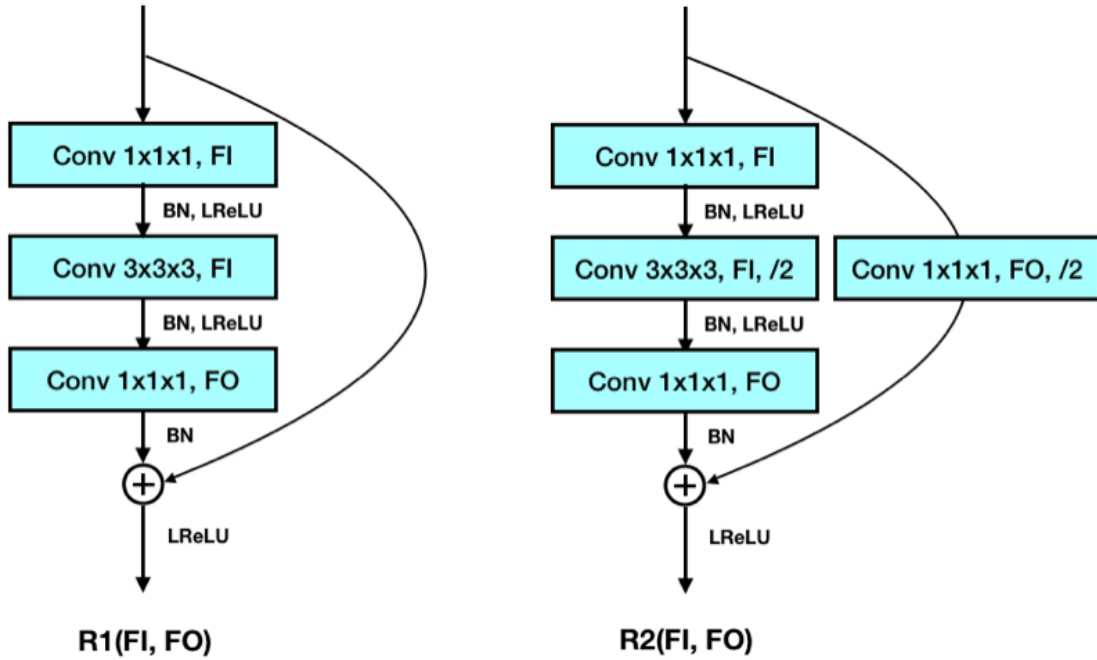 Conv 1x1x1, FI
BN, LReLU
Conv 3x3x3, FI
BN, LReLU
Conv 1x1x1, FO
BN
+
LReLU
R1(FI, FO)
Conv 1x1x1, FI
BN, LReLU
Conv 3x3x3, FI, /2
Conv 1x1x1, FO, /2
BN, LReLU
Conv 1x1x1, FO
BN
+
LReLU
R2(FI, FO)